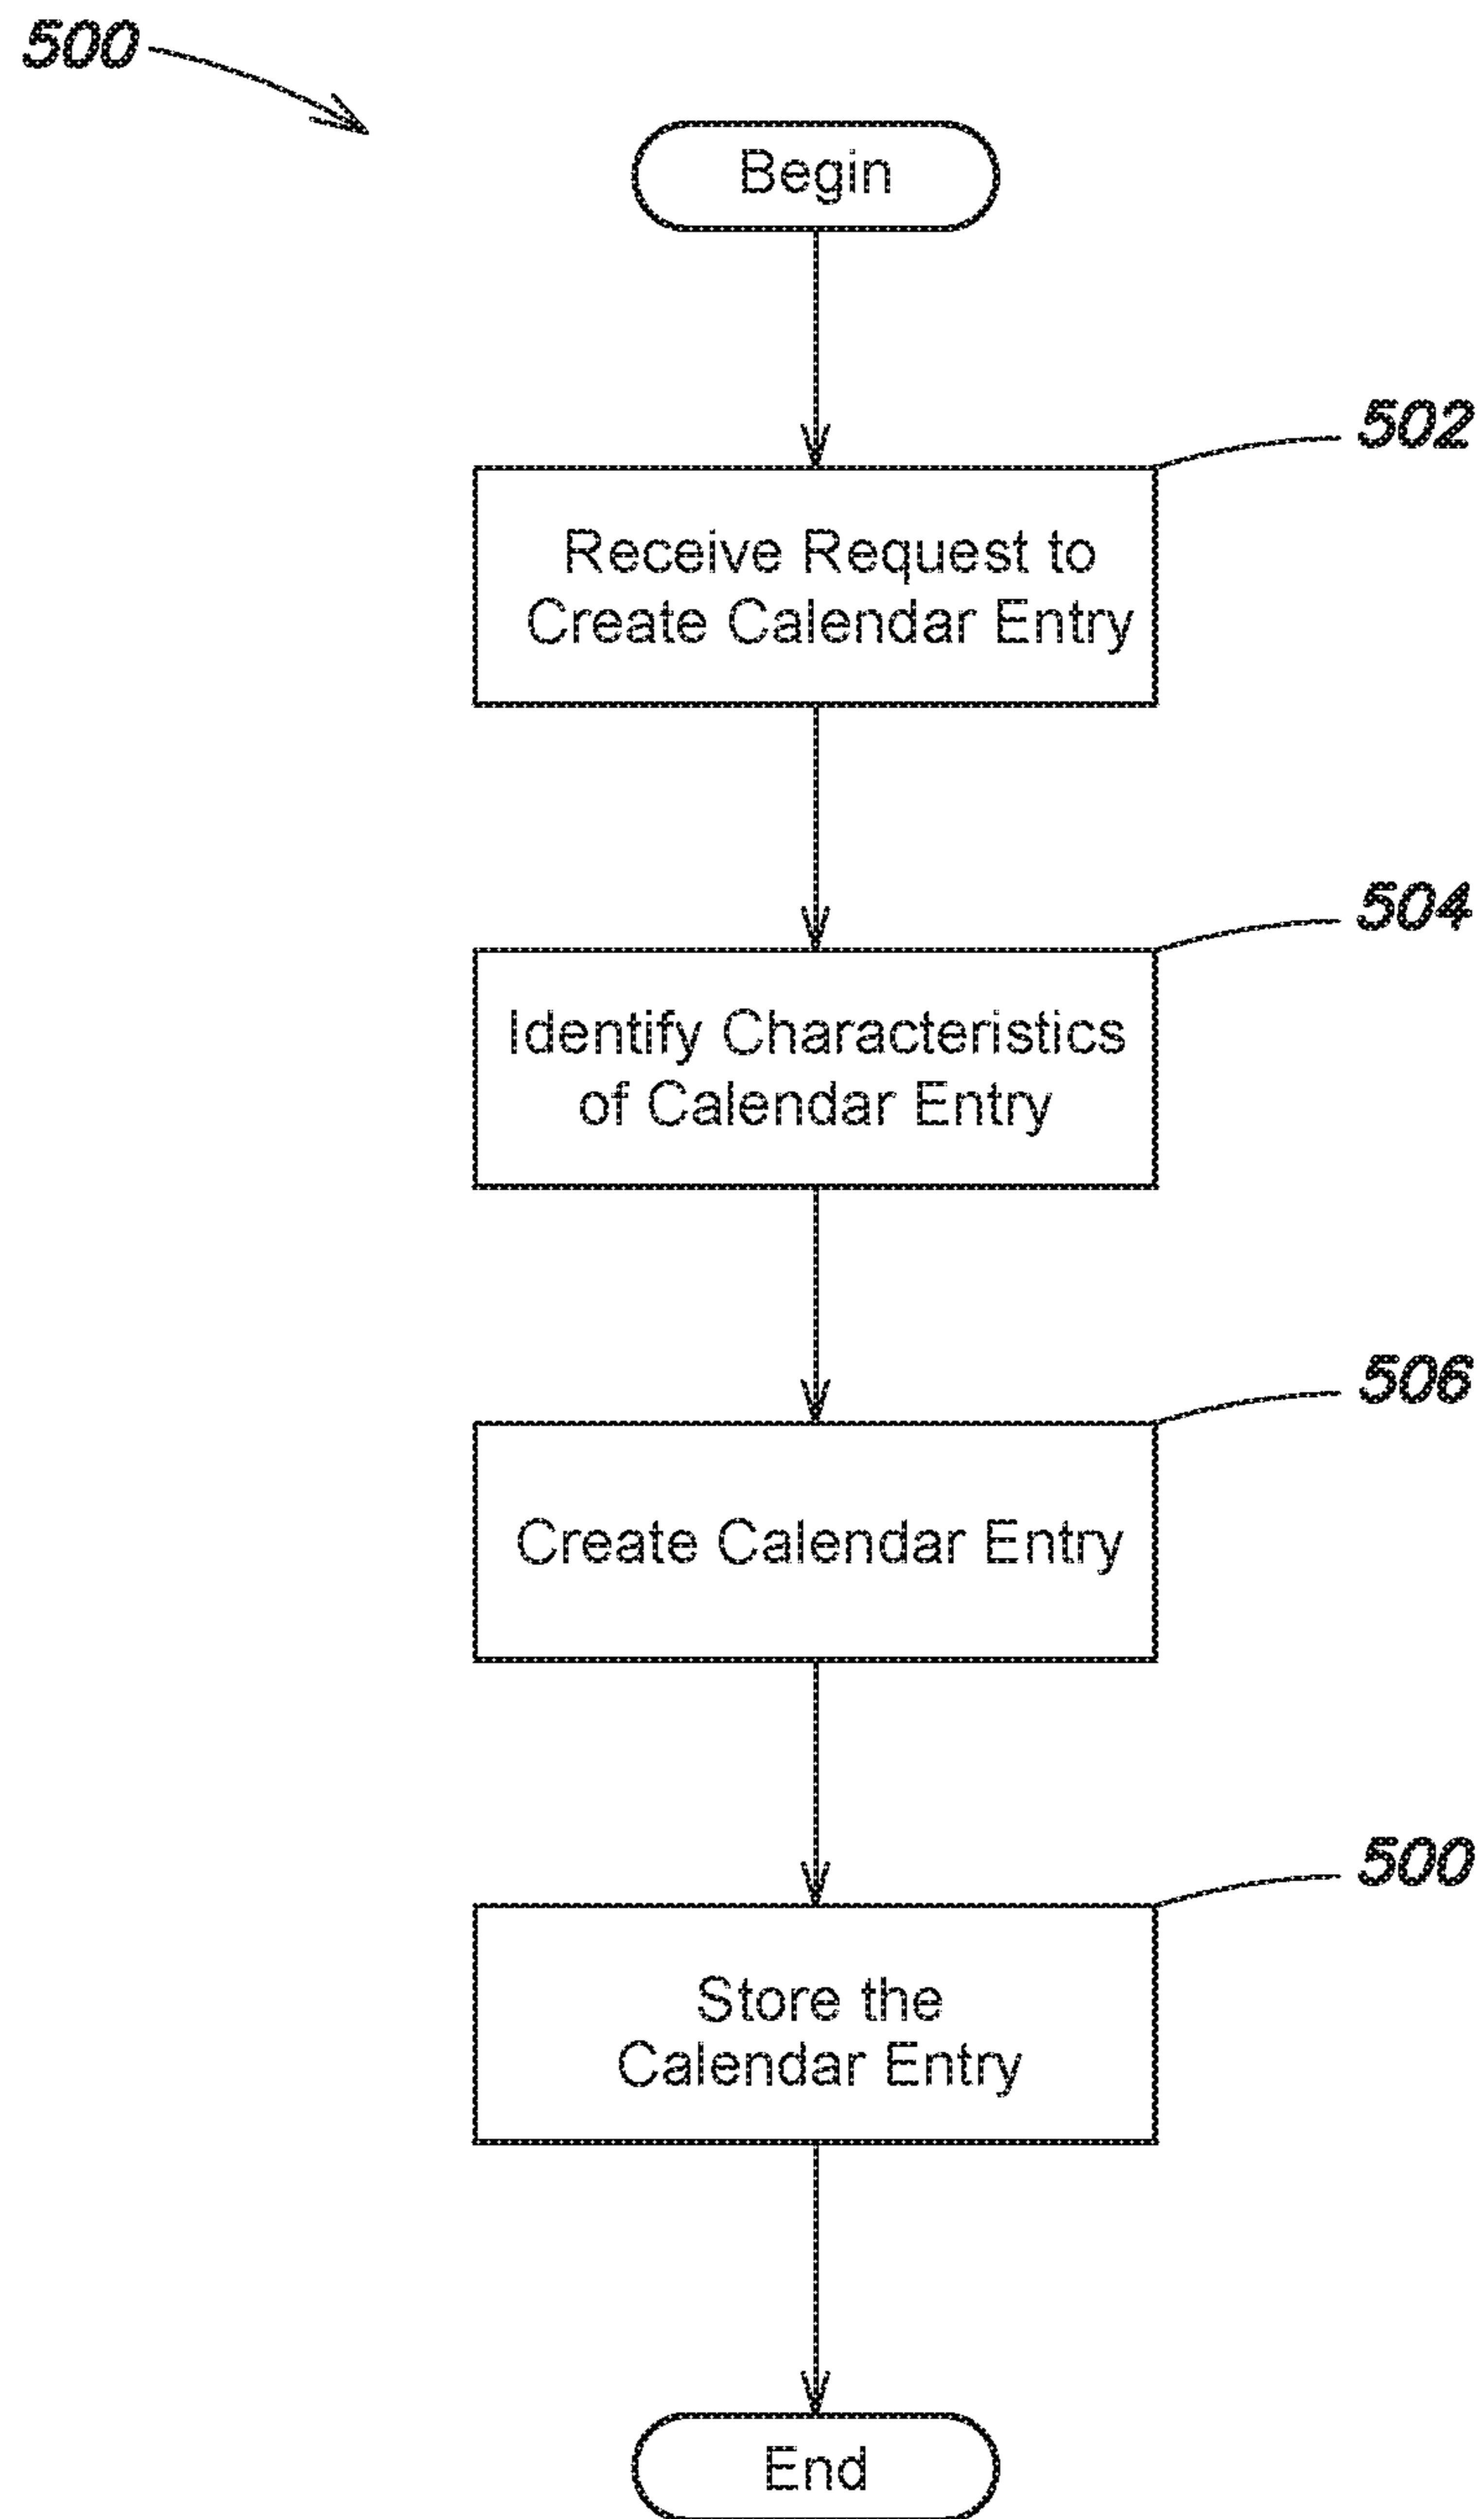 500
Begin
502
Receive Request to
Create Calendar Entry
504
Identify Characteristics
of Calendar Entry
506
Create Calendar Entry
500
Store the
Calendar Entry
End